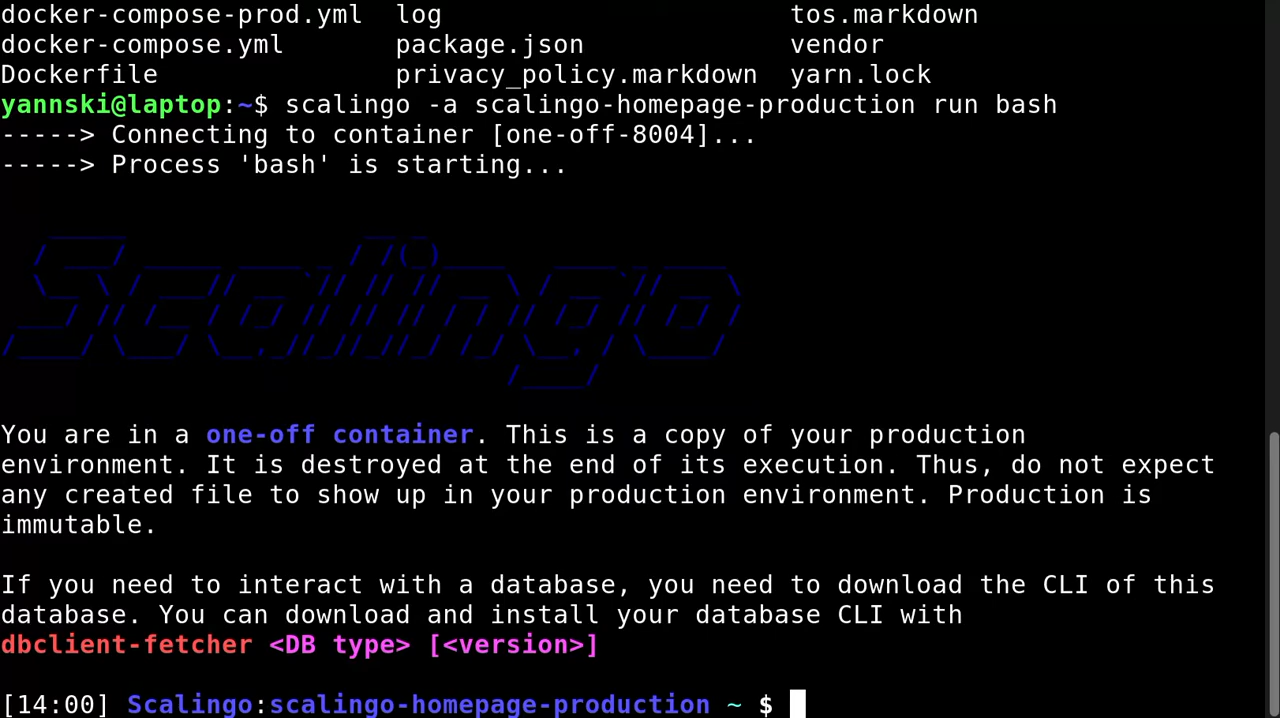 docker-compose-prod.yml  log                      tos.markdown
docker-compose.yml       package.json             vendor
Dockerfile               privacy_policy.markdown  yarn.lock
yannski@laptop:~$ scalingo -a scalingo-homepage-production run bash
-----> Connecting to container [one-off-8004]...
-----> Process 'bash' is starting...
Scalingo
You are in a one-off container. This is a copy of your production
environment. It is destroyed at the end of its execution. Thus, do not expect
any created file to show up in your production environment. Production is
immutable.
If you need to interact with a database, you need to download the CLI of this
database. You can download and install your database CLI with
dbclient-fetcher <DB type> [<version>]
[14:00] Scalingo:scalingo-homepage-production ~ $